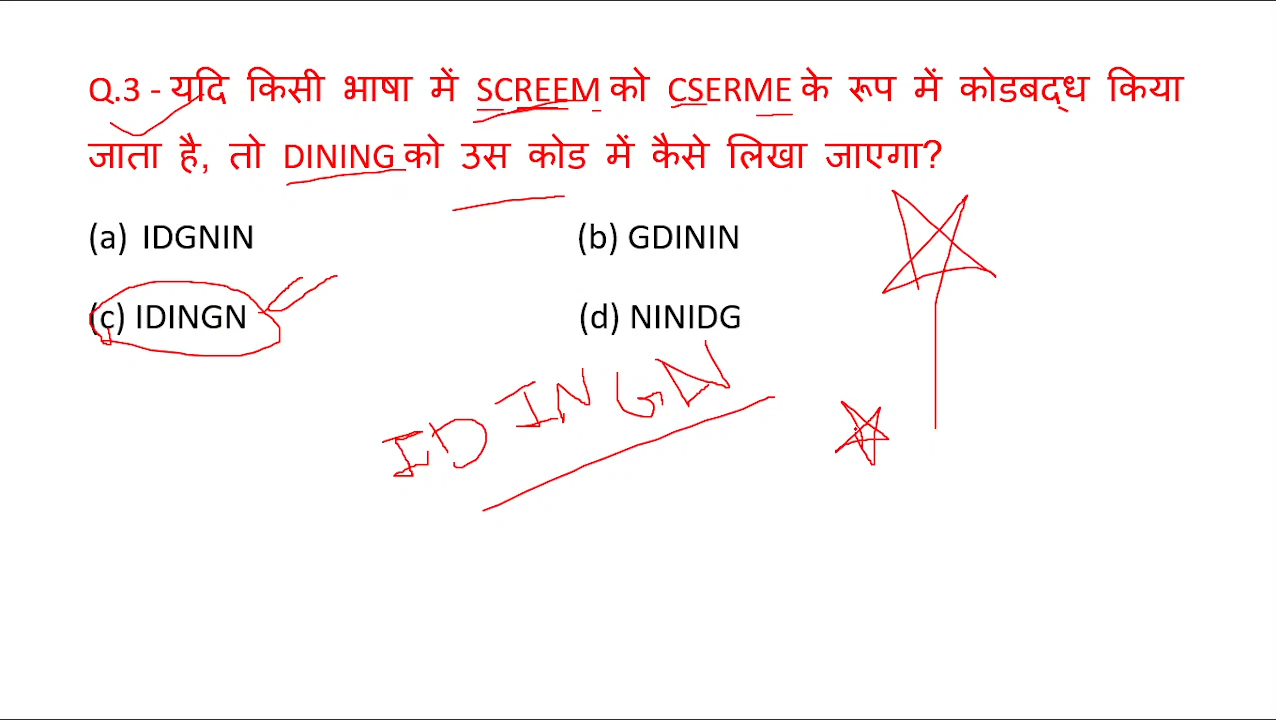 Q.3 - यदि किसी भाषा में SCREEM को CSERME के रूप में कोडबद्ध किया
जाता है, तो DINING को उस कोड में कैसे लिखा जाएगा?
(a) IDGNIN (b) GDININ
(c) IDINGN (d) NINIDG
IDINGN